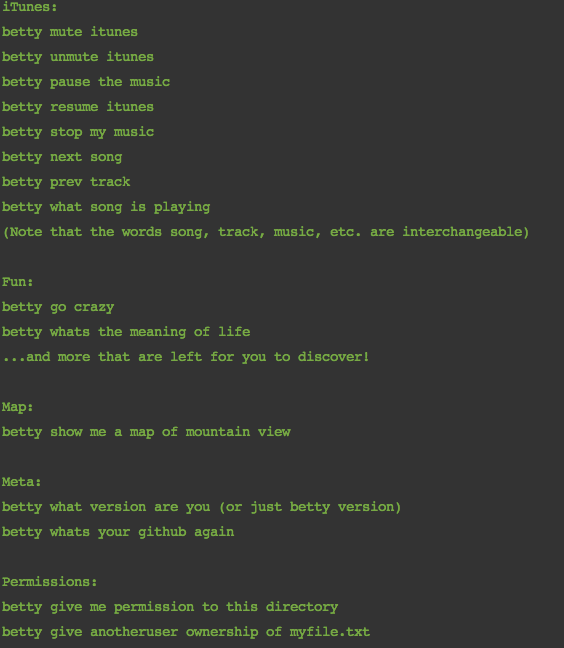 iTunes:
betty mute itunes
betty unmute itunes
betty pause the music
betty resume itunes
betty stop my music
betty next song
betty prev track
betty what song is playing
(Note that the words song, track, music, etc. are interchangeable)
Fun:
betty go crazy
betty whats the meaning of life
...and more that are left for you to discover!
Map:
betty show me a map of mountain view
Meta:
betty what version are you (or just betty version)
betty whats your github again
Permissions:
betty give me permission to this directory
betty give anotheruser ownership of myfile.txt